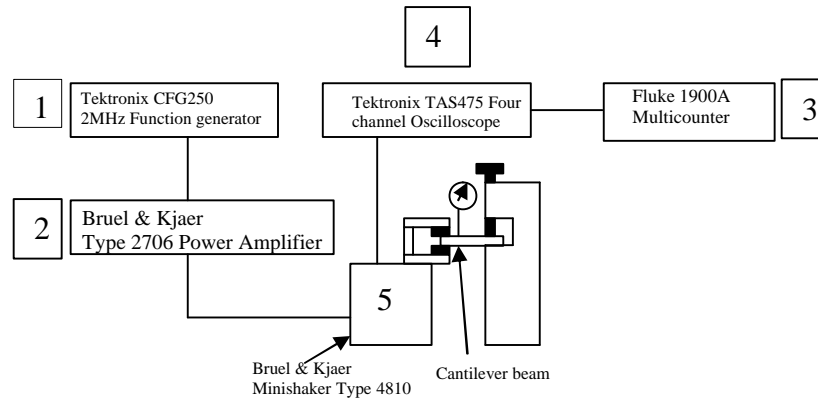 4
1
Tektronix CFG250
2MHz Function generator
Tektronix TAS475 Four
channel Oscilloscope
Fluke 1900A
Multicounter
3
2
Bruel & Kjaer
Type 2706 Power Amplifier
5
Bruel & Kjaer
Minishaker Type 4810
Cantilever beam